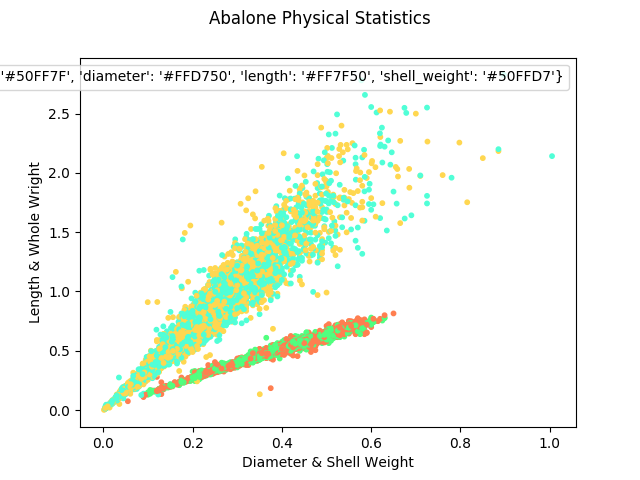 Abalone Physical Statistics
'#50FF7F', 'diameter': '#FFD750', 'length': '#FF7F50', 'shell_weight': '#50FFD7'}
2.5
2.0
1.5
1.0
0.5
0.0
Length & Whole Wright
0.0 0.2 0.4 0.6 0.8 1.0
Diameter & Shell Weight